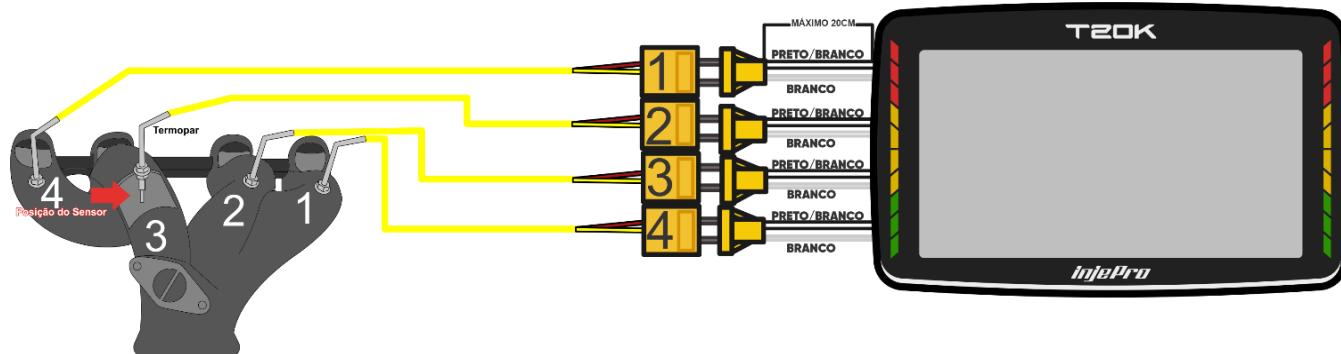 MÁXIMO 20CM
T20K
PRETO/BRANCO
1
BRANCO
PRETO/BRANCO
2
BRANCO
PRETO/BRANCO
3
BRANCO
PRETO/BRANCO
4
BRANCO
Termopar
4
Posição do Sensor
3
2
1
injePro